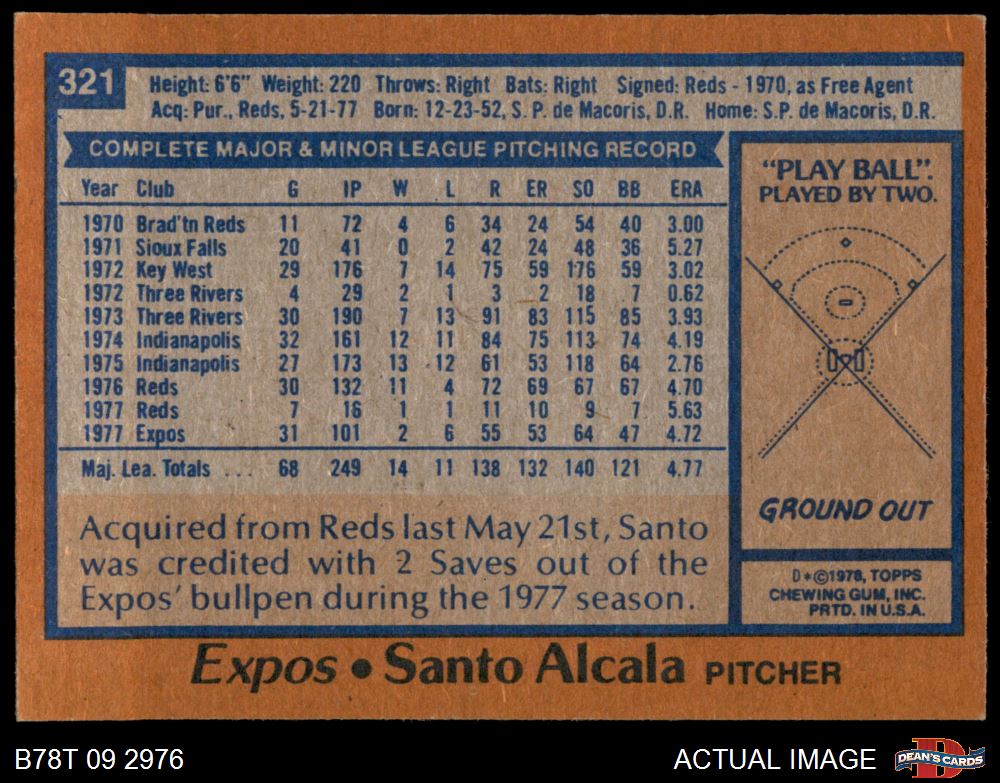 321
Height: 6'6" Weight: 220 Throws: Right Bats: Right Signed: Reds - 1970, as Free Agent
Acq: Pur., Reds, 5-21-77 Born: 12-23-52, S. P. de Macoris, D.R. Home: S.P. de Macoris, D.R.
COMPLETE MAJOR & MINOR LEAGUE PITCHING RECORD
Year Club G IP W L R ER SO BB ERA
1970 Brad'tn Reds 11 72 4 6 34 24 54 40 3.00
1971 Sioux Falls 20 41 0 2 42 24 48 36 5.27
1972 Key West 29 176 7 14 75 59 176 59 3.02
1972 Three Rivers 4 29 2 1 3 2 18 7 0.62
1973 Three Rivers 30 190 7 13 91 83 115 85 3.93
1974 Indianapolis 32 161 12 11 84 75 113 74 4.19
1975 Indianapolis 27 173 13 12 61 53 118 64 2.76
1976 Reds 30 132 11 4 72 69 67 67 4.70
1977 Reds 7 16 1 1 11 10 9 7 5.63
1977 Expos 31 101 2 6 55 53 64 47 4.72
Maj. Lea. Totals ... 68 249 14 11 138 132 140 121 4.77
Acquired from Reds last May 21st, Santo
was credited with 2 Saves out of the
Expos' bullpen during the 1977 season.
"PLAY BALL".
PLAYED BY TWO.
GROUND OUT
D*©1978, TOPPS
CHEWING GUM, INC.
PRTD. IN U.S.A.
Expos • Santo Alcala PITCHER
B78T 09 2976
ACTUAL IMAGE
DEAN'S CARDS